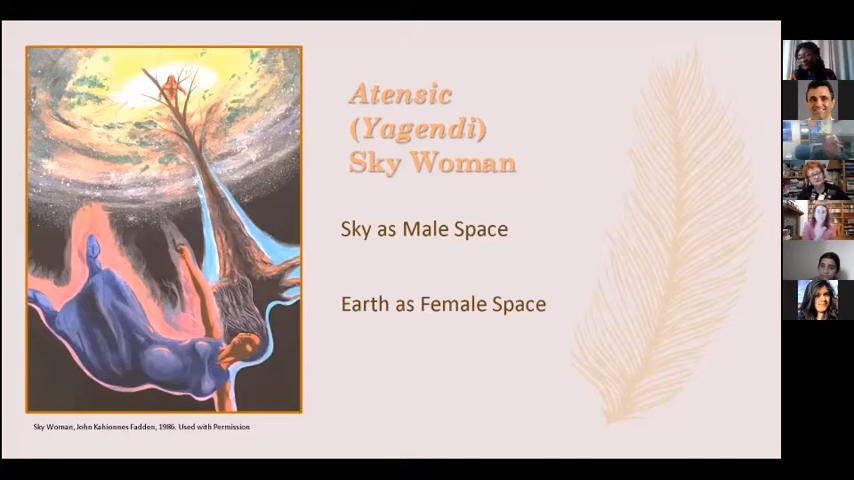 Atensic
(Yagendi)
Sky Woman
Sky as Male Space
Earth as Female Space
Sky Woman, John Kahionnes Fadden, 1986. Used with Permission